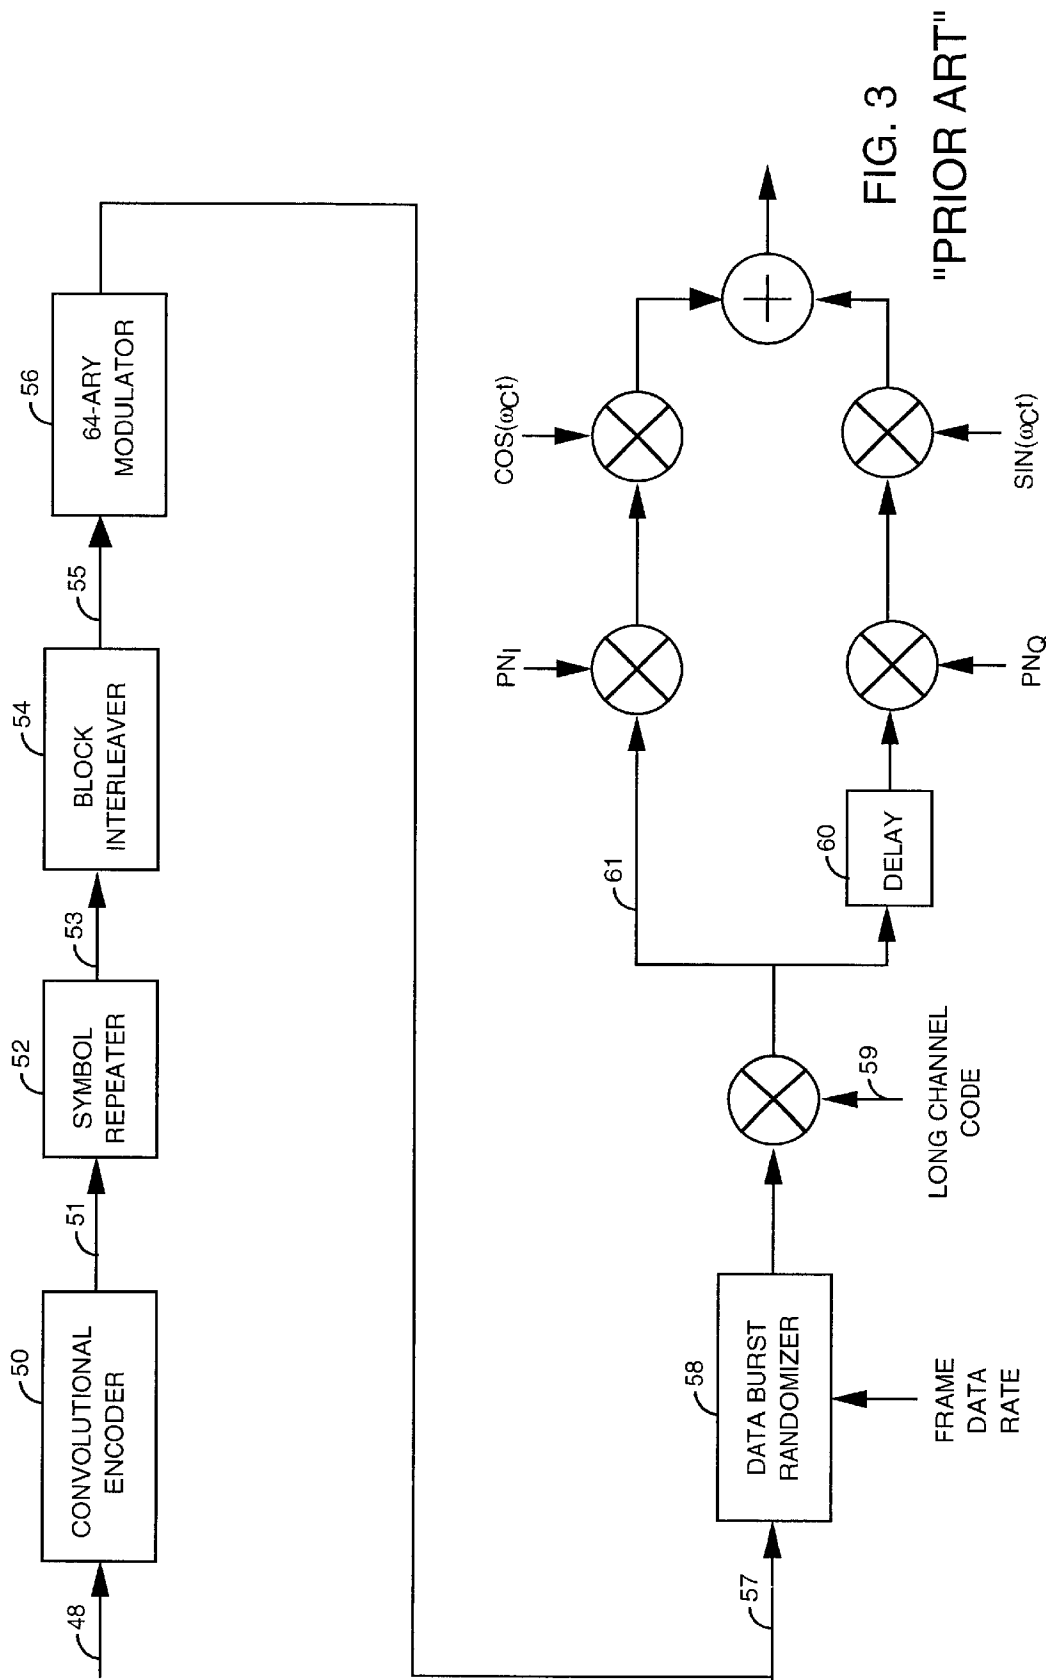 48
50
CONVOLUTIONAL
ENCODER
51
52
SYMBOL
REPEATER
53
54
BLOCK
INTERLEAVER
55
56
64-ARY
MODULATOR
57
58
DATA BURST
RANDOMIZER
FRAME
DATA
RATE
59
LONG CHANNEL
CODE
61
60
DELAY
PNI
PNQ
COS(ωCt)
SIN(ωCt)
FIG. 3
"PRIOR ART"